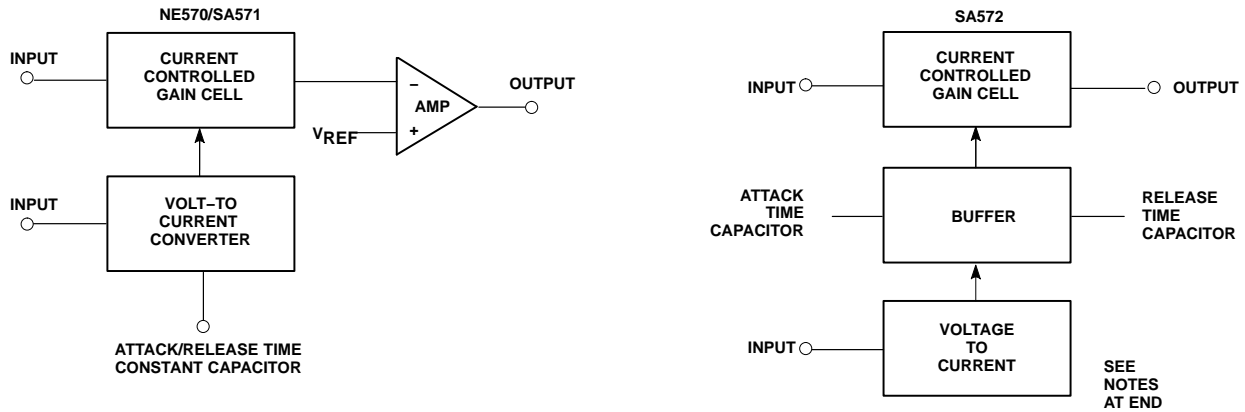 NE570/SA571
INPUT
CURRENT
CONTROLLED
GAIN CELL
−
AMP
+
OUTPUT
VREF
INPUT
VOLT−TO
CURRENT
CONVERTER
ATTACK/RELEASE TIME
CONSTANT CAPACITOR
SA572
INPUT
CURRENT
CONTROLLED
GAIN CELL
OUTPUT
ATTACK
TIME
CAPACITOR
BUFFER
RELEASE
TIME
CAPACITOR
INPUT
VOLTAGE
TO
CURRENT
SEE
NOTES
AT END